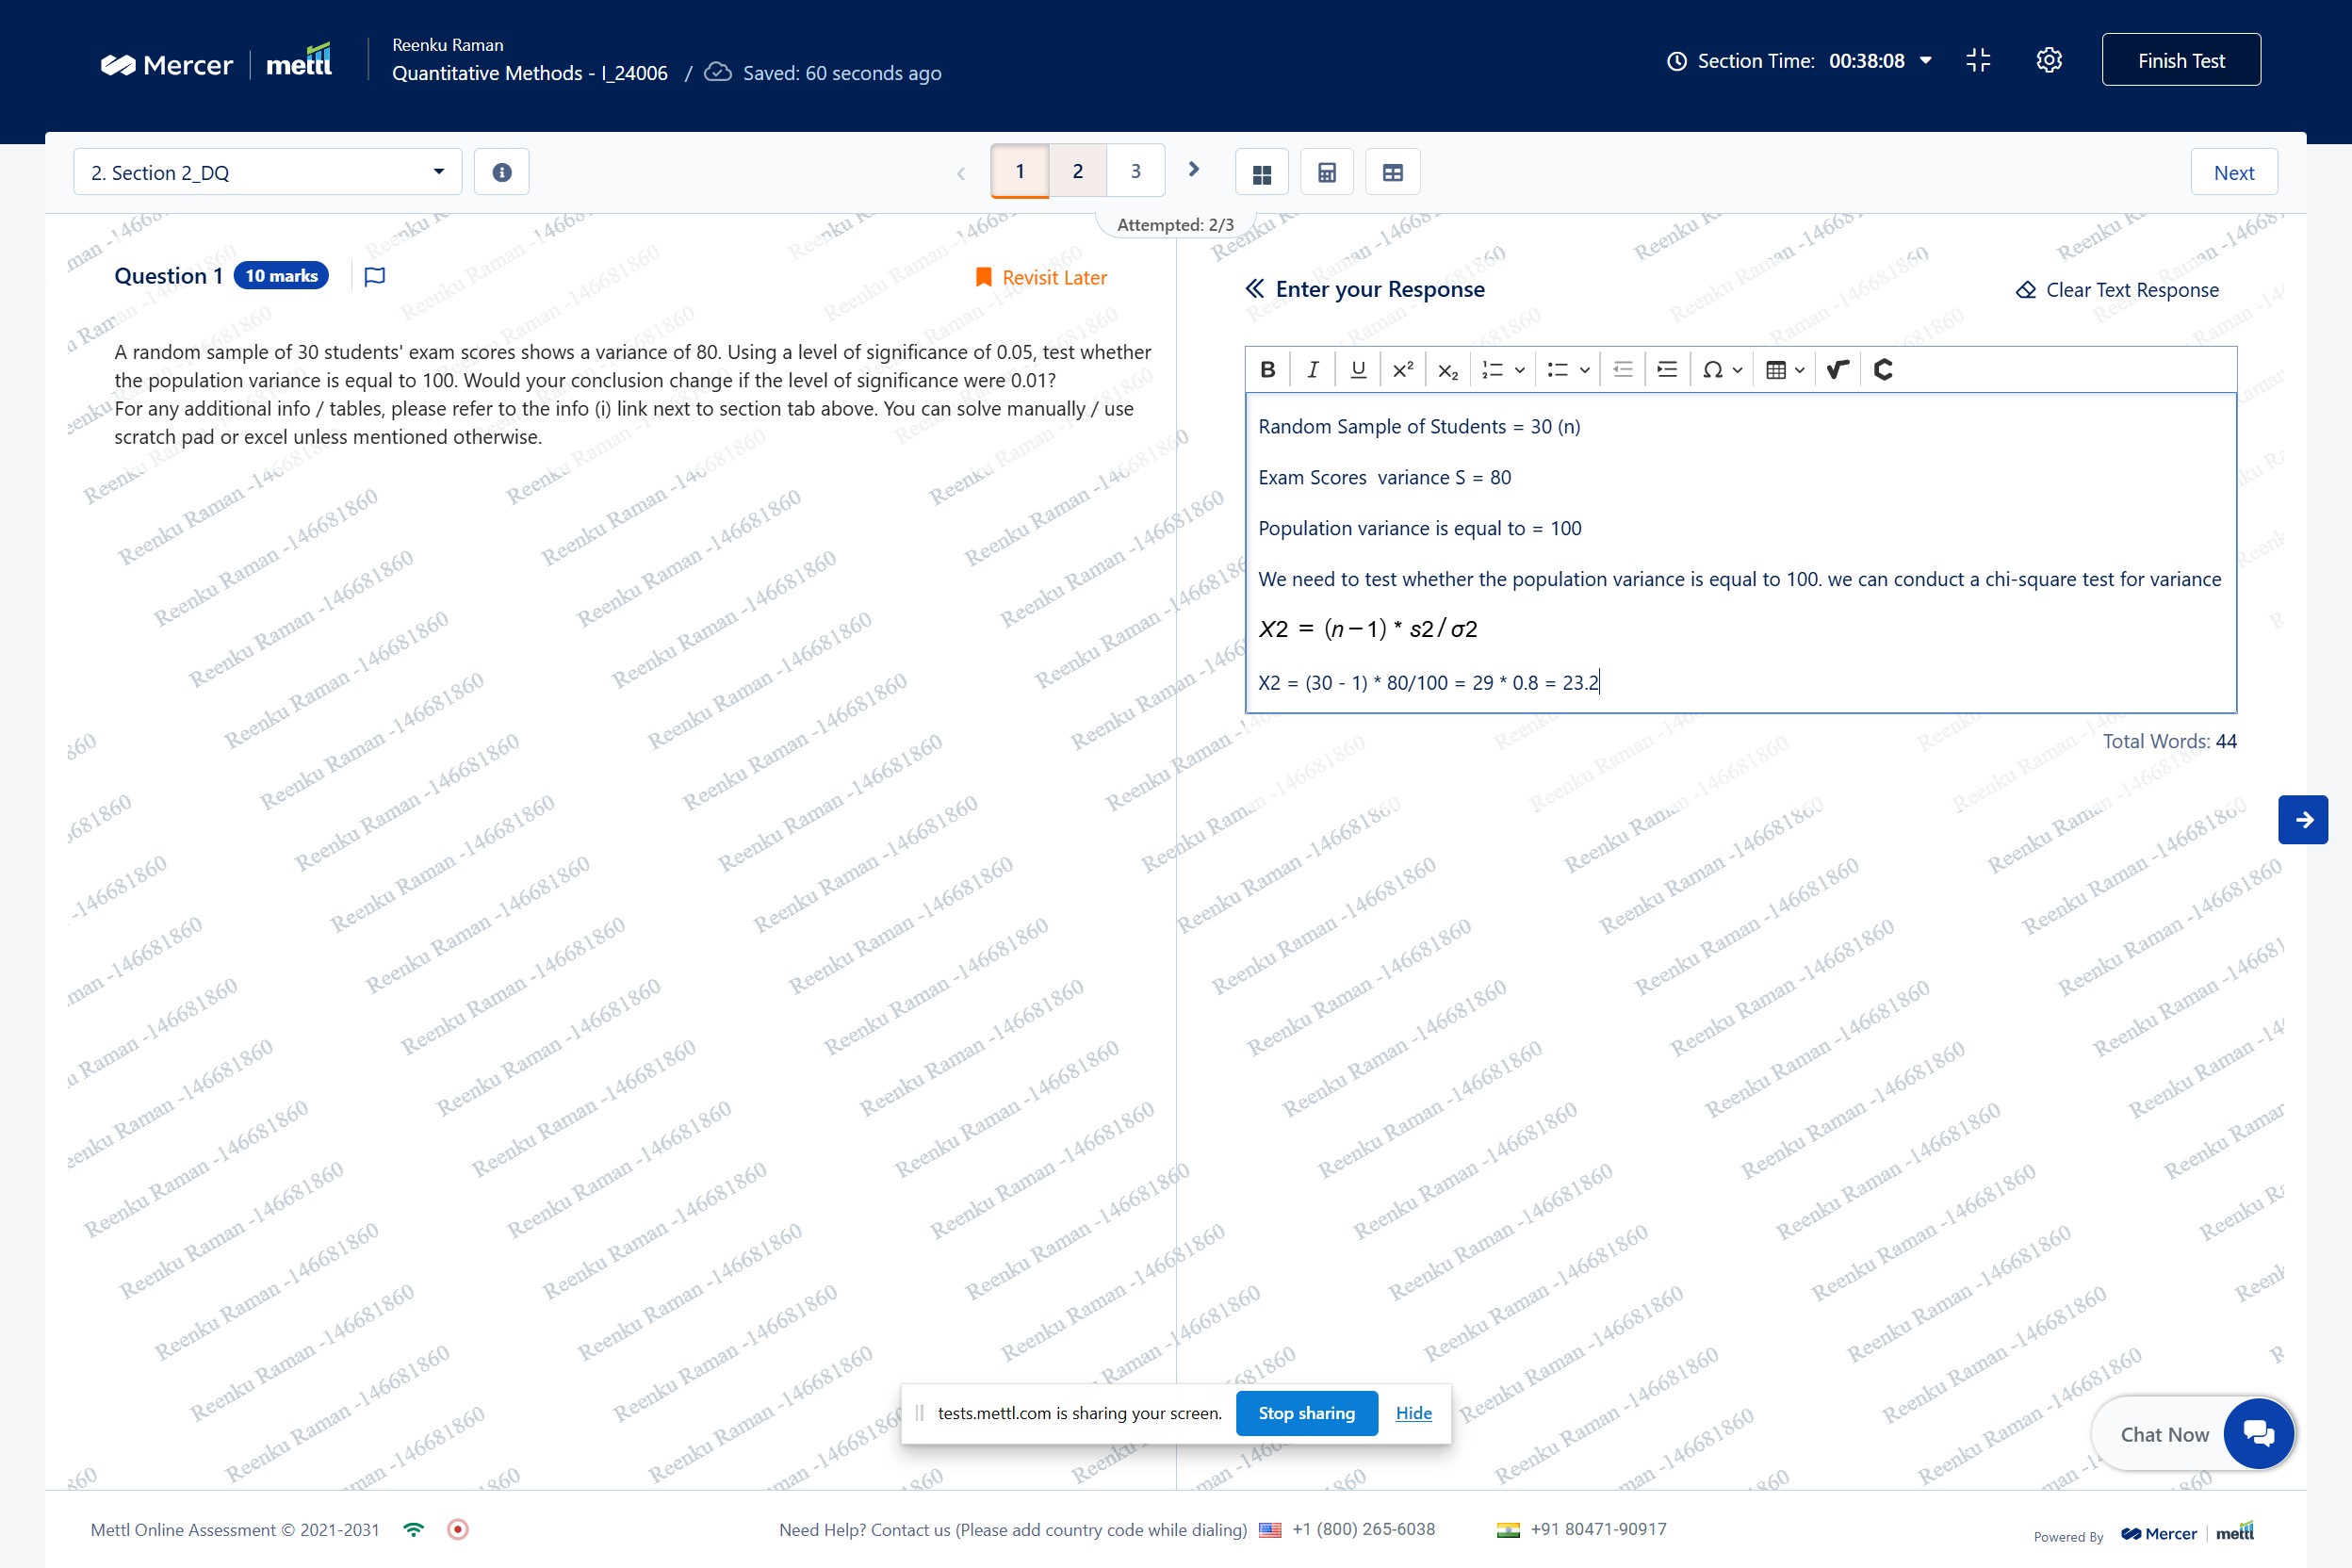 Mercer | mettl
Reenku Raman
Quantitative Methods - I_24006 / Saved: 60 seconds ago
Section Time: 00:38:08
Finish Test
2. Section 2_DQ
1 2 3
Next
Attempted: 2/3
Question 1 10 marks
Revisit Later
A random sample of 30 students' exam scores shows a variance of 80. Using a level of significance of 0.05, test whether
the population variance is equal to 100. Would your conclusion change if the level of significance were 0.01?
For any additional info / tables, please refer to the info (i) link next to section tab above. You can solve manually / use
scratch pad or excel unless mentioned otherwise.
Enter your Response
Clear Text Response
B I U x² x₂ Ω
Random Sample of Students = 30 (n)
Exam Scores  variance S = 80
Population variance is equal to = 100
We need to test whether the population variance is equal to 100. we can conduct a chi-square test for variance
X2 = (n−1) * s2/σ2
X2 = (30 - 1) * 80/100 = 29 * 0.8 = 23.2
Total Words: 44
Reenku Raman -146681860
tests.mettl.com is sharing your screen. Stop sharing Hide
Chat Now
Mettl Online Assessment © 2021-2031
Need Help? Contact us (Please add country code while dialing) +1 (800) 265-6038 +91 80471-90917
Powered By Mercer | mettl